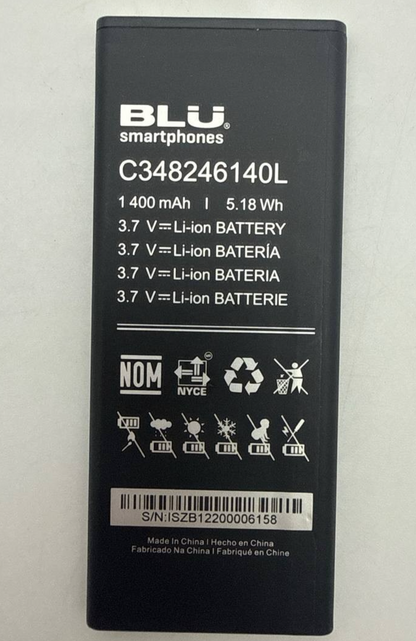 BLU®
smartphones
C348246140L
1 400 mAh I 5.18 Wh
3.7 V⎓Li-ion BATTERY
3.7 V⎓Li-ion BATERÍA
3.7 V⎓Li-ion BATERIA
3.7 V⎓Li-ion BATTERIE
NOM
NYCE
S/N:ISZB12200006158
Made In China I Hecho En China
Fabricado Na China I Fabriqué en Chine